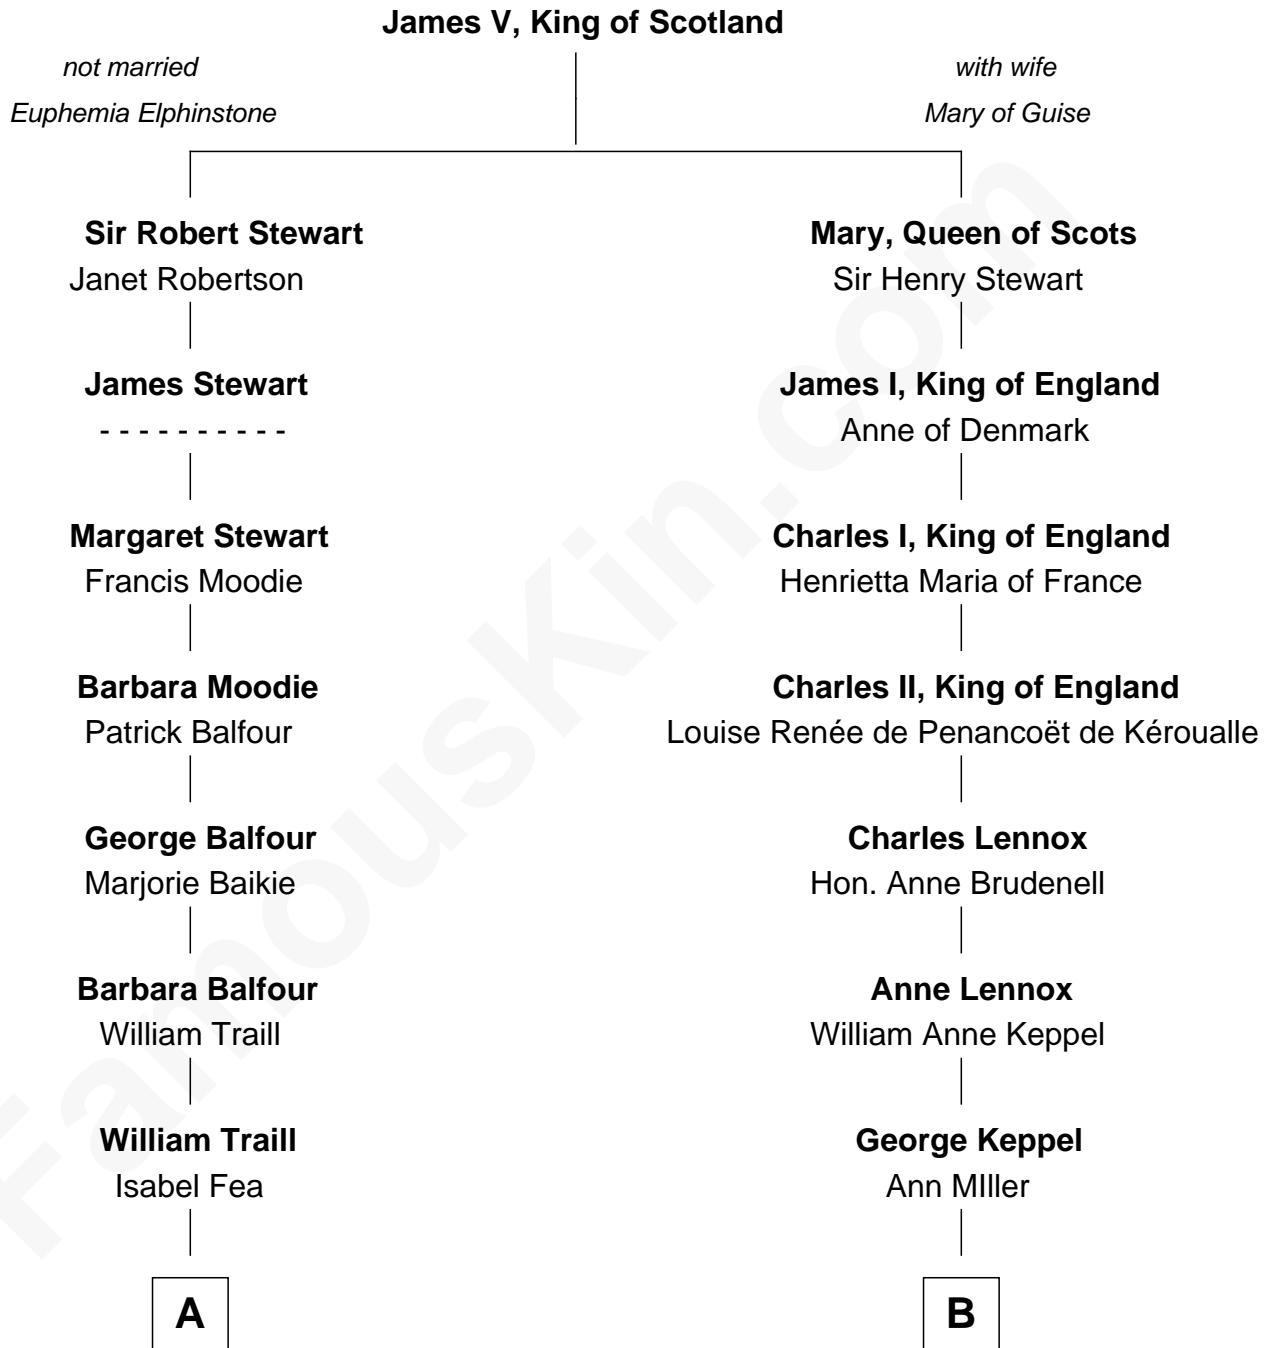 James V, King of Scotland
not married
Euphemia Elphinstone
with wife
Mary of Guise
Sir Robert Stewart
Janet Robertson
James Stewart
- - - - - - - - - -
Margaret Stewart
Francis Moodie
Barbara Moodie
Patrick Balfour
George Balfour
Marjorie Baikie
Barbara Balfour
William Traill
William Traill
Isabel Fea
A
Mary, Queen of Scots
Sir Henry Stewart
James I, King of England
Anne of Denmark
Charles I, King of England
Henrietta Maria of France
Charles II, King of England
Louise Renée de Penancoët de Kéroualle
Charles Lennox
Hon. Anne Brudenell
Anne Lennox
William Anne Keppel
George Keppel
Ann MIller
B
FamousKin.com